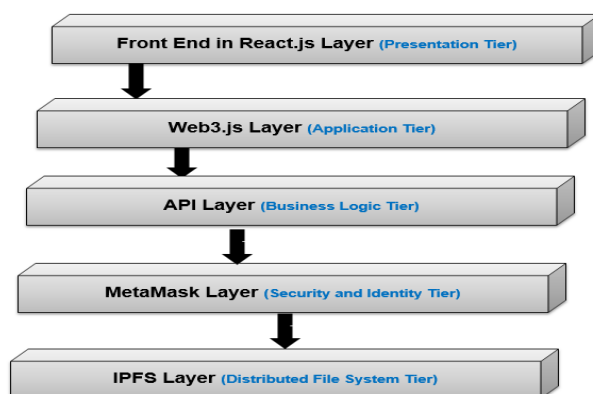 Front End in React.js Layer (Presentation Tier)
Web3.js Layer (Application Tier)
API Layer (Business Logic Tier)
MetaMask Layer (Security and Identity Tier)
IPFS Layer (Distributed File System Tier)